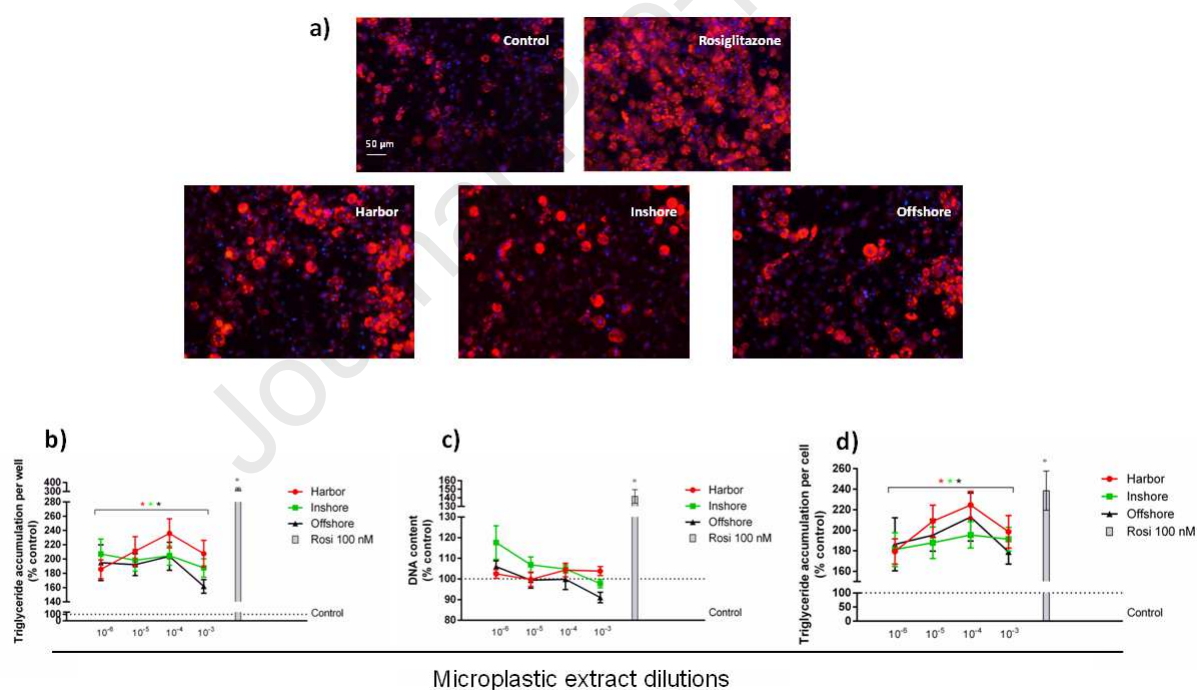 a)
Control
Rosiglitazone
50 µm
Harbor
Inshore
Offshore
Journal
b)
Triglyceride accumulation per well
(% control)
400
300
280
260
240
220
200
180
160
140
100
0
* * *
*
Harbor
Inshore
Offshore
Rosi 100 nM
Control
10⁻⁶ 10⁻⁵ 10⁻⁴ 10⁻³
c)
DNA content
(% control)
160
150
140
130
120
110
100
90
80
*
Harbor
Inshore
Offshore
Rosi 100 nM
Control
10⁻⁶ 10⁻⁵ 10⁻⁴ 10⁻³
d)
Triglyceride accumulation per cell
(% control)
260
240
220
200
180
160
100
50
0
* * *
*
Harbor
Inshore
Offshore
Rosi 100 nM
Control
10⁻⁶ 10⁻⁵ 10⁻⁴ 10⁻³
Microplastic extract dilutions